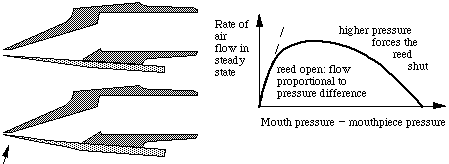 Rate of
air
flow in
steady
state
higher pressure
forces the
reed
shut
reed open: flow
proportional to
pressure difference
Mouth pressure − mouthpiece pressure